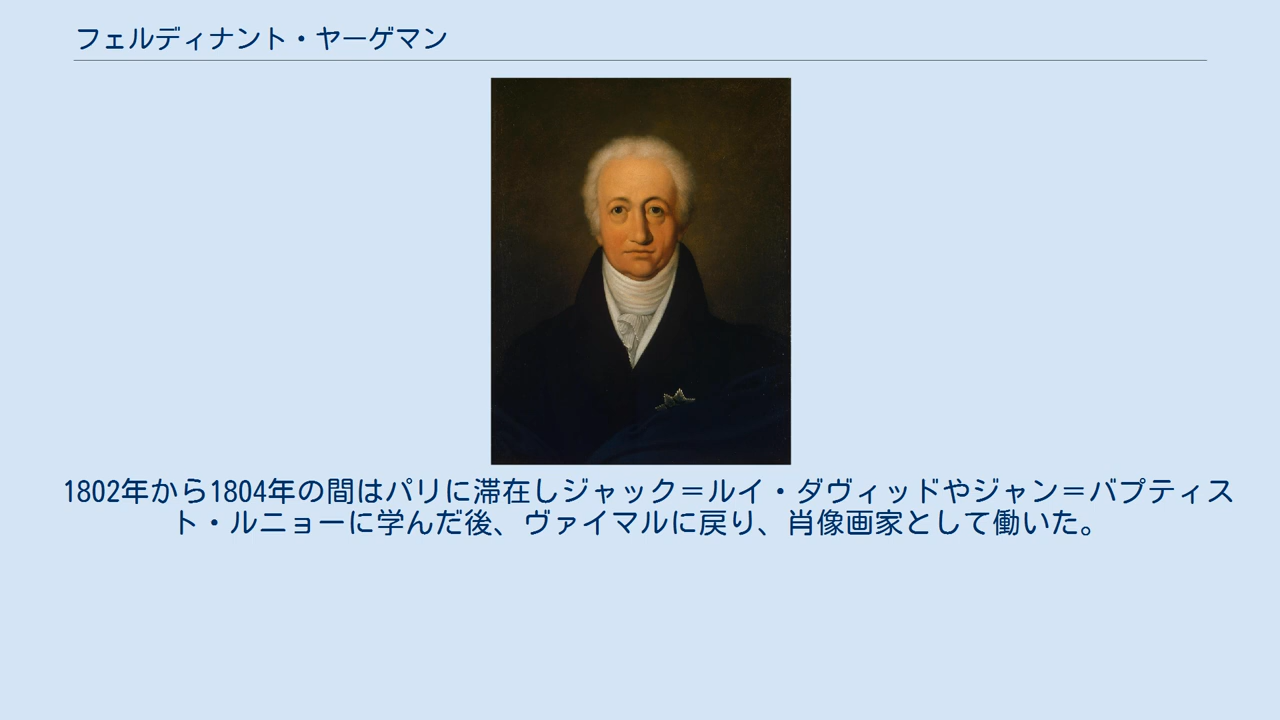 フェルディナント・ヤーゲマン
1802年から1804年の間はパリに滞在しジャック＝ルイ・ダヴィッドやジャン＝バプティス
ト・ルニョーに学んだ後、ヴァイマルに戻り、肖像画家として働いた。